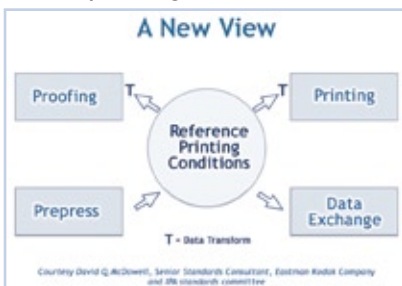 A New View
Proofing
T
T
Printing
Reference
Printing
Conditions
Prepress
Data
Exchange
T = Data Transform
Courtesy David Q. McDowell, Senior Standards Consultant, Eastman Kodak Company
and IPA standards committee